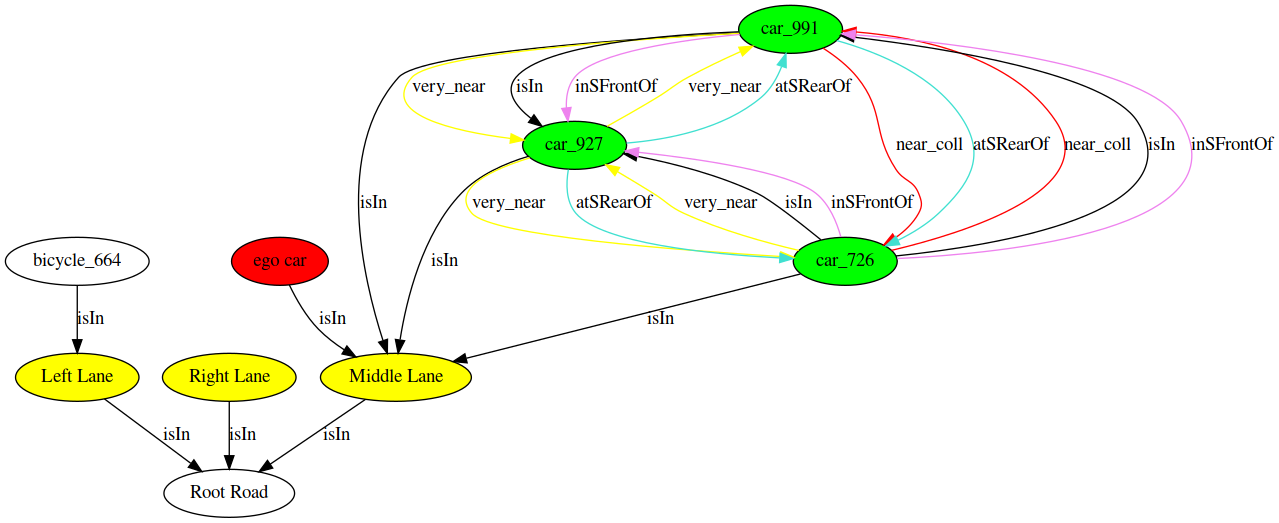 car_991
very_near
isIn
inSFrontOf
very_near
atSRearOf
car_927
near_coll
atSRearOf
near_coll
isIn
inSFrontOf
isIn
very_near
atSRearOf
very_near
isIn
inSFrontOf
bicycle_664
ego car
isIn
car_726
isIn
isIn
isIn
Left Lane
Right Lane
Middle Lane
isIn
isIn
isIn
Root Road